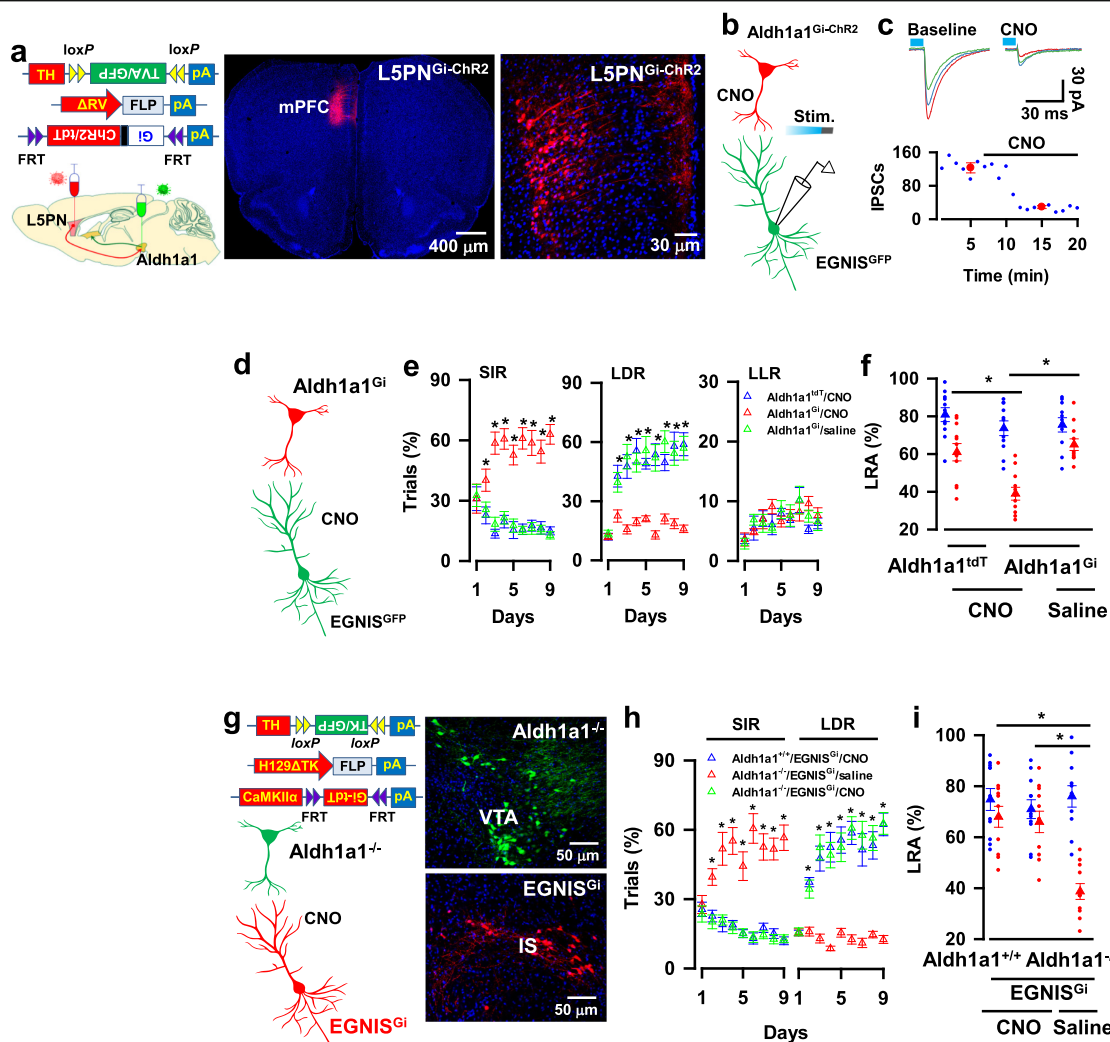 a
loxP loxP
TH TVA/GFP pA
ΔRV FLP pA
ChR2/tdT Gi pA
FRT FRT
L5PN
Aldh1a1
L5PN^Gi-ChR2
mPFC
400 μm
L5PN^Gi-ChR2
30 μm
b
Aldh1a1^Gi-ChR2
CNO
Stim.
EGNIS^GFP
c
Baseline CNO
30 pA
30 ms
CNO
IPSCs
160
80
0
5 10 15 20
Time (min)
d
Aldh1a1^Gi
CNO
EGNIS^GFP
e
SIR LDR LLR
Trials (%)
90
60
30
0
90
60
30
0
30
20
10
0
Aldh1a1^tdT/CNO
Aldh1a1^Gi/CNO
Aldh1a1^Gi/saline
* * * * * * * *
* * * * * * * *
1 5 9 1 5 9 1 5 9
Days Days Days
f
LRA (%)
100
80
60
40
20
* *
Aldh1a1^tdT Aldh1a1^Gi
CNO Saline
g
TH TK/GFP pA
loxP loxP
H129ΔTK FLP pA
CaMKIIα Gi-tdT pA
FRT FRT
Aldh1a1^-/-
CNO
EGNIS^Gi
Aldh1a1^-/-
VTA
50 μm
EGNIS^Gi
IS
50 μm
h
SIR LDR
Aldh1a1^+/+/EGNIS^Gi/CNO
Aldh1a1^-/-/EGNIS^Gi/saline
Aldh1a1^-/-/EGNIS^Gi/CNO
Trials (%)
90
60
30
0
* * * * * * * *
* * * * * * * *
1 5 9 1 5 9
Days
i
LRA (%)
100
80
60
40
20
*
*
Aldh1a1^+/+ Aldh1a1^-/
EGNIS^Gi
CNO Saline